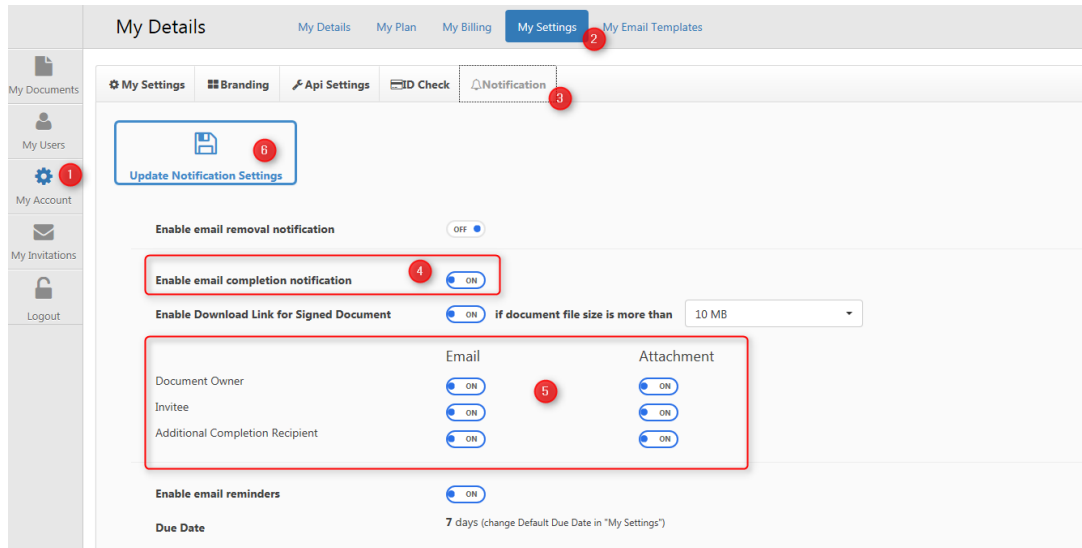 My Details
My Details My Plan My Billing My Settings My Email Templates
2
My Documents
My Users
1
My Account
My Invitations
Logout
My Settings Branding Api Settings ID Check Notification
3
6
Update Notification Settings
Enable email removal notification OFF
4
Enable email completion notification ON
Enable Download Link for Signed Document ON if document file size is more than 10 MB
Email Attachment
Document Owner ON ON
5
Invitee ON ON
Additional Completion Recipient ON ON
Enable email reminders ON
Due Date 7 days (change Default Due Date in "My Settings")